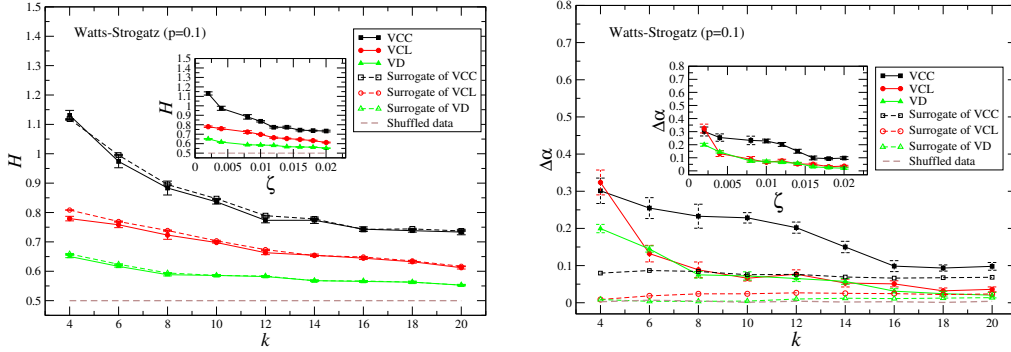 Watts-Strogatz (p=0.1)
VCC
VCL
VD
Surrogate of VCC
Surrogate of VCL
Surrogate of VD
Shuffled data
1.5
1.4
1.3
1.2
1.1
1
0.9
0.8
0.7
0.6
0.5
H
4 6 8 10 12 14 16 18 20
k
1.5
1.4
1.3
1.2
1.1
1
0.9
0.8
0.7
0.6
0.5
H
0.005 0.01 0.015 0.02
ζ
Watts-Strogatz (p=0.1)
VCC
VCL
VD
Surrogate of VCC
Surrogate of VCL
Surrogate of VD
Shuffled data
0.8
0.7
0.6
0.5
0.4
0.3
0.2
0.1
0
Δα
4 6 8 10 12 14 16 18 20
k
0.8
0.7
0.6
0.5
0.4
0.3
0.2
0.1
0
Δα
0.005 0.01 0.015 0.02
ζ